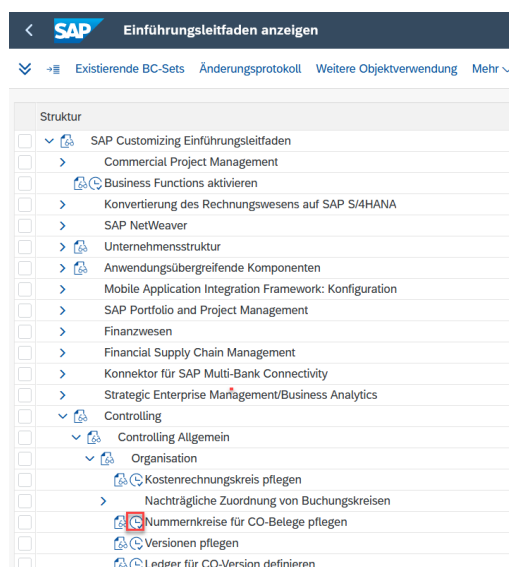 SAP Einführungsleitfaden anzeigen
Existierende BC-Sets Änderungsprotokoll Weitere Objektverwendung Mehr
Struktur
SAP Customizing Einführungsleitfaden
Commercial Project Management
Business Functions aktivieren
Konvertierung des Rechnungswesens auf SAP S/4HANA
SAP NetWeaver
Unternehmensstruktur
Anwendungsübergreifende Komponenten
Mobile Application Integration Framework: Konfiguration
SAP Portfolio and Project Management
Finanzwesen
Financial Supply Chain Management
Konnektor für SAP Multi-Bank Connectivity
Strategic Enterprise Management/Business Analytics
Controlling
Controlling Allgemein
Organisation
Kostenrechnungskreis pflegen
Nachträgliche Zuordnung von Buchungskreisen
Nummernkreise für CO-Belege pflegen
Versionen pflegen
Ledger für CO-Version definieren